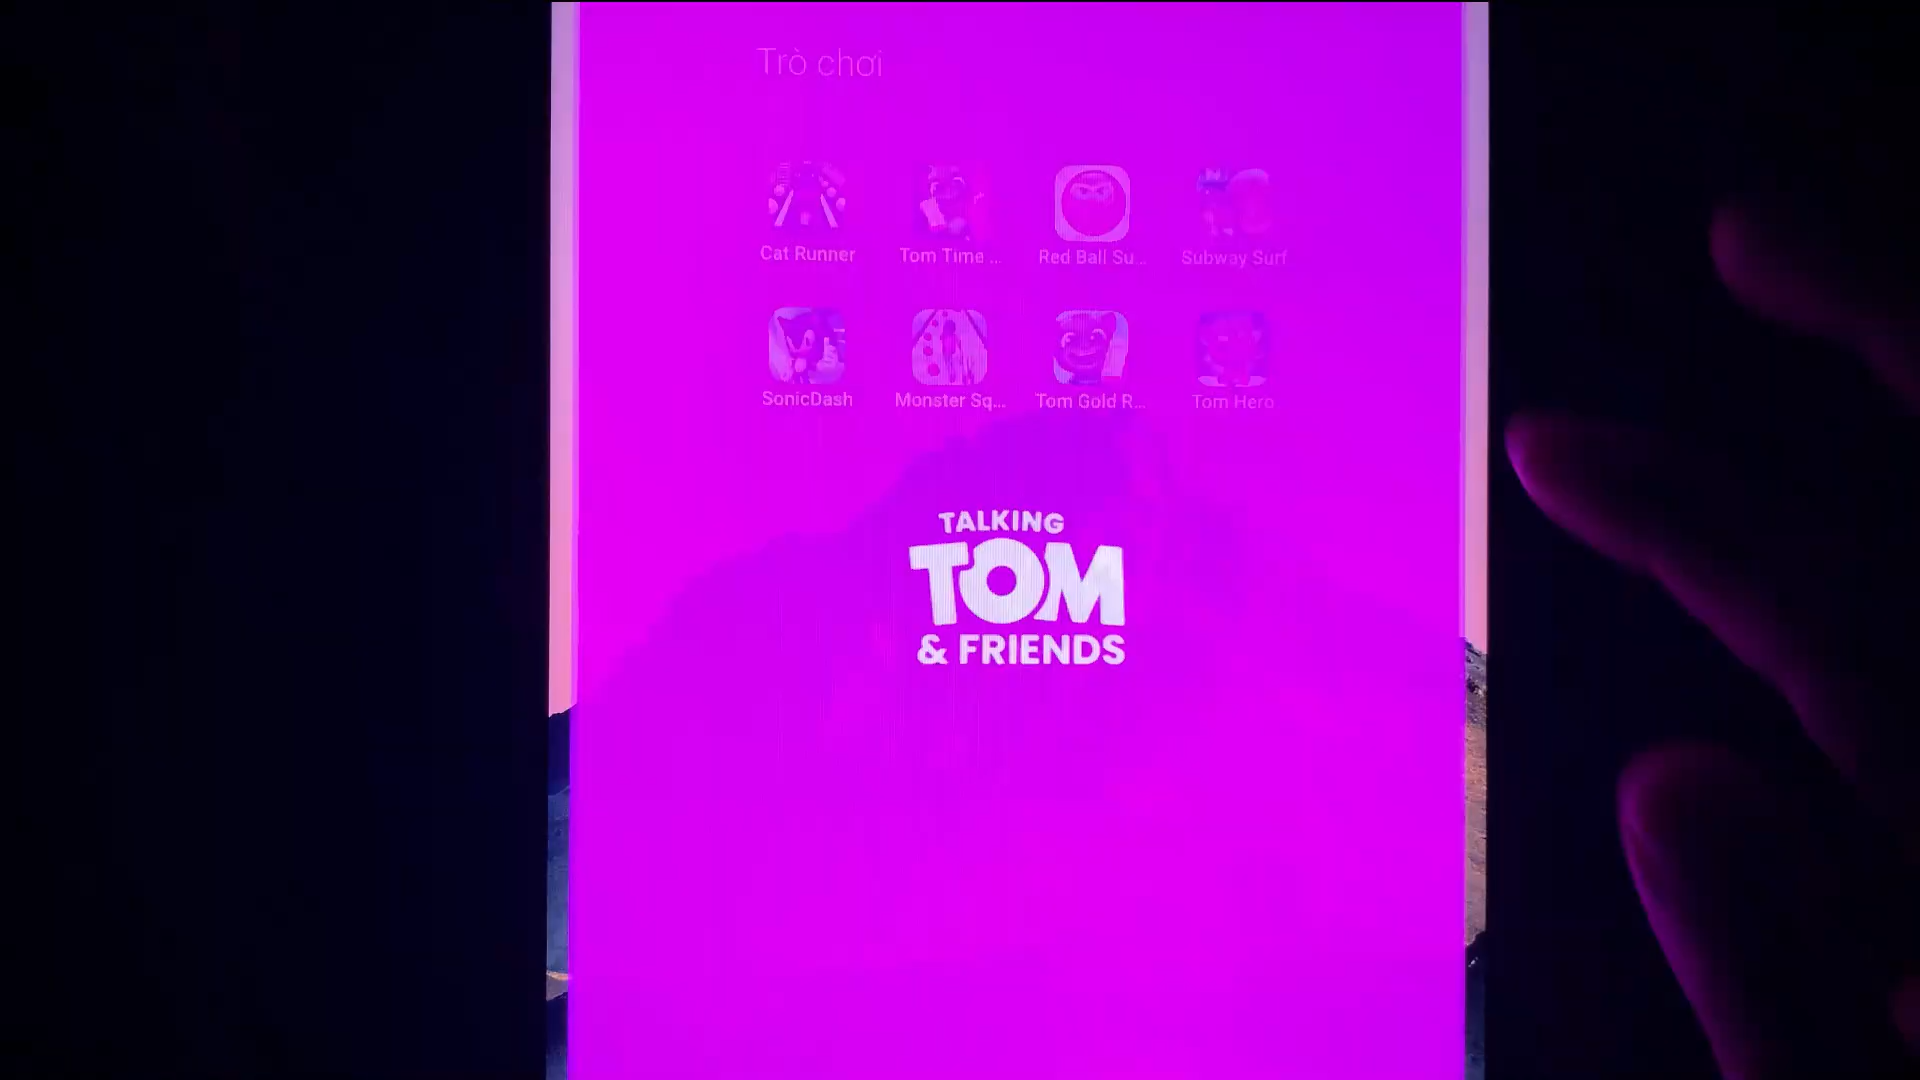 Trò chơi
Cat Runner
Tom Time ...
Red Ball Su...
Subway Surf
SonicDash
Monster Sq...
Tom Gold R...
Tom Hero
TALKING
TOM
& FRIENDS